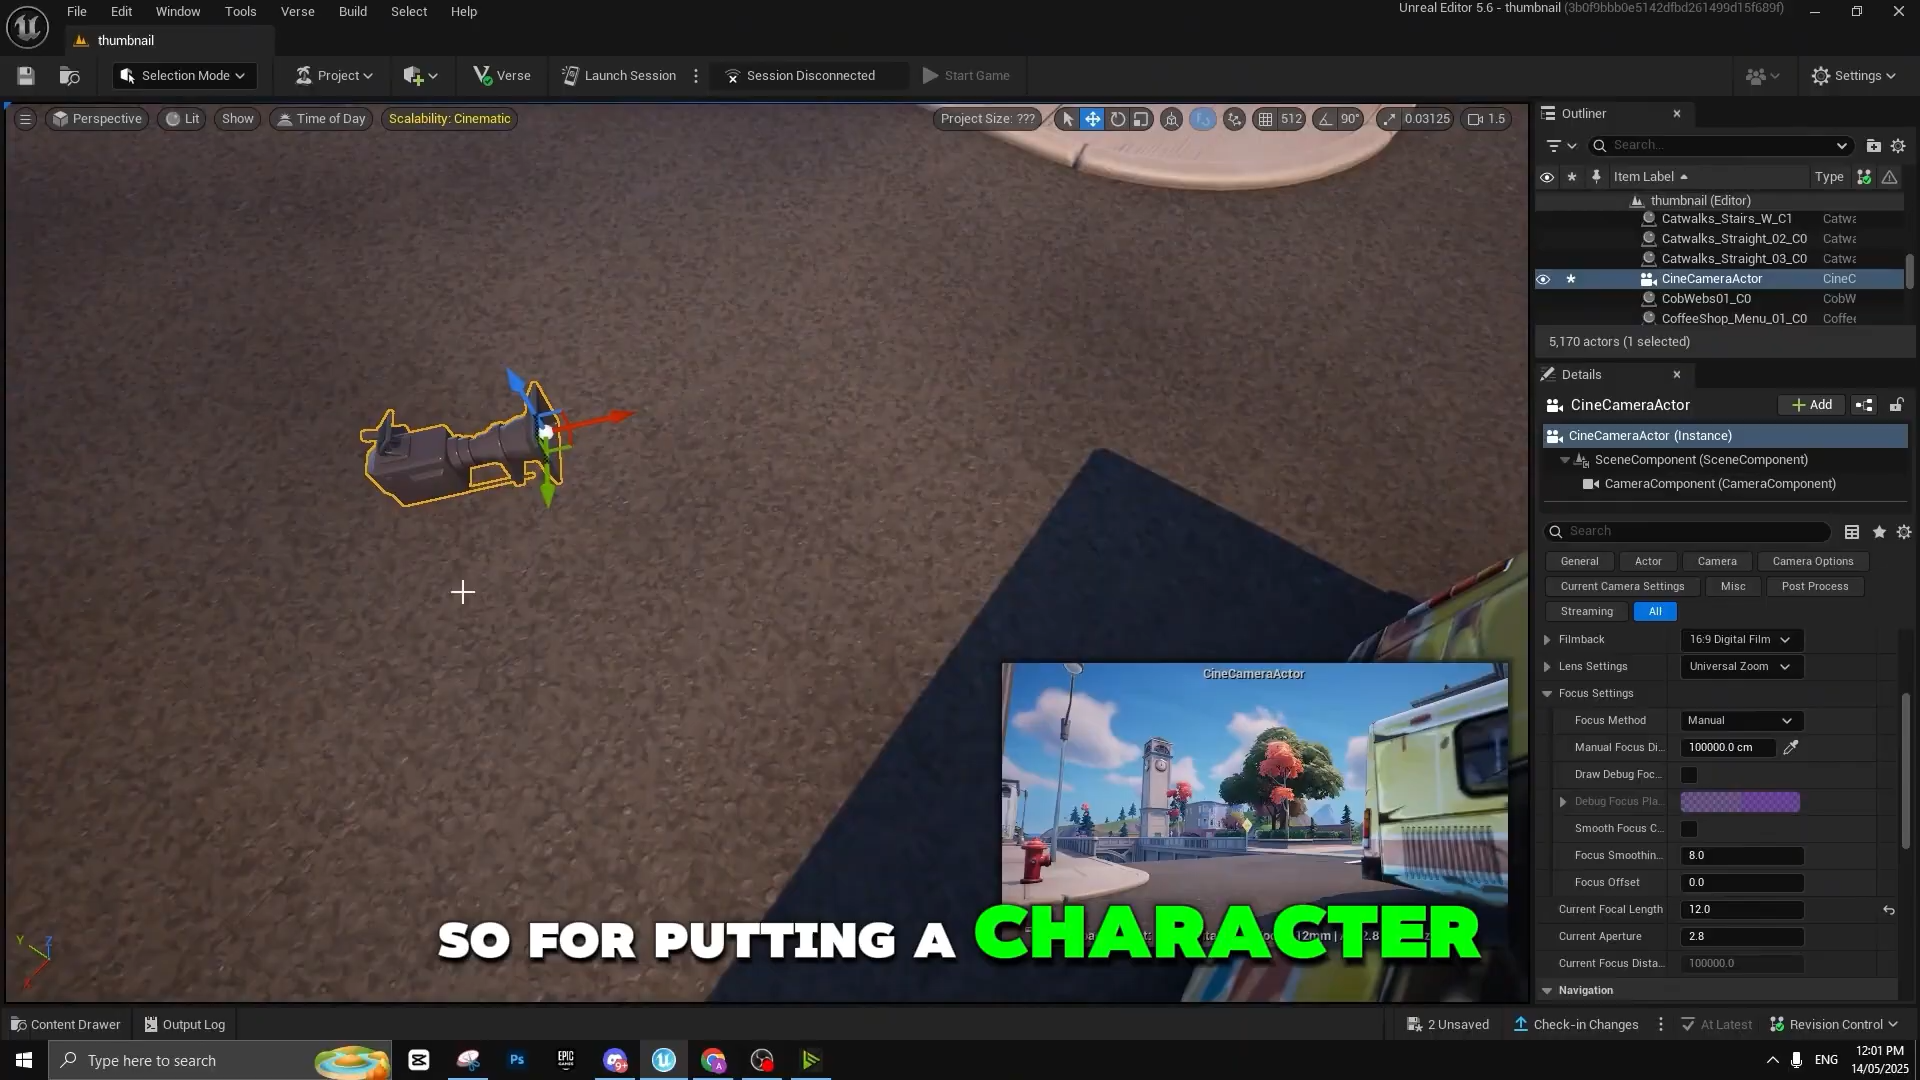 File Edit Window Tools Verse Build Select Help
Unreal Editor 5.6 - thumbnail (3b0f9bbb0e5142dfbd261499d15f689f)
thumbnail
Selection Mode Project Verse Launch Session Session Disconnected Start Game Settings
Perspective Lit Show Time of Day Scalability: Cinematic Project Size: ??? 512 90° 0.03125 1.5
Outliner
Search...
Item Label Type
thumbnail (Editor)
Catwalks_Stairs_W_C1 Catwa
Catwalks_Straight_02_C0 Catwa
Catwalks_Straight_03_C0 Catwa
CineCameraActor CineC
CobWebs01_C0 CobW
CoffeeShop_Menu_01_C0 Coffee
5,170 actors (1 selected)
Details
CineCameraActor Add
CineCameraActor (Instance)
SceneComponent (SceneComponent)
CameraComponent (CameraComponent)
Search
General Actor Camera Camera Options
Current Camera Settings Misc Post Process
Streaming All
Filmback 16:9 Digital Film
Lens Settings Universal Zoom
Focus Settings
Focus Method Manual
Manual Focus Di... 100000.0 cm
Draw Debug Foc...
Debug Focus Pla...
Smooth Focus C...
Focus Smoothin... 8.0
Focus Offset 0.0
Current Focal Length 12.0
Current Aperture 2.8
Current Focus Dista... 100000.0
Navigation
CineCameraActor
SO FOR PUTTING A CHARACTER
Y Z
X
Content Drawer Output Log 2 Unsaved Check-in Changes At Latest Revision Control
Type here to search Ps EPIC GAMES 9+ A ENG 12:01 PM
14/05/2025